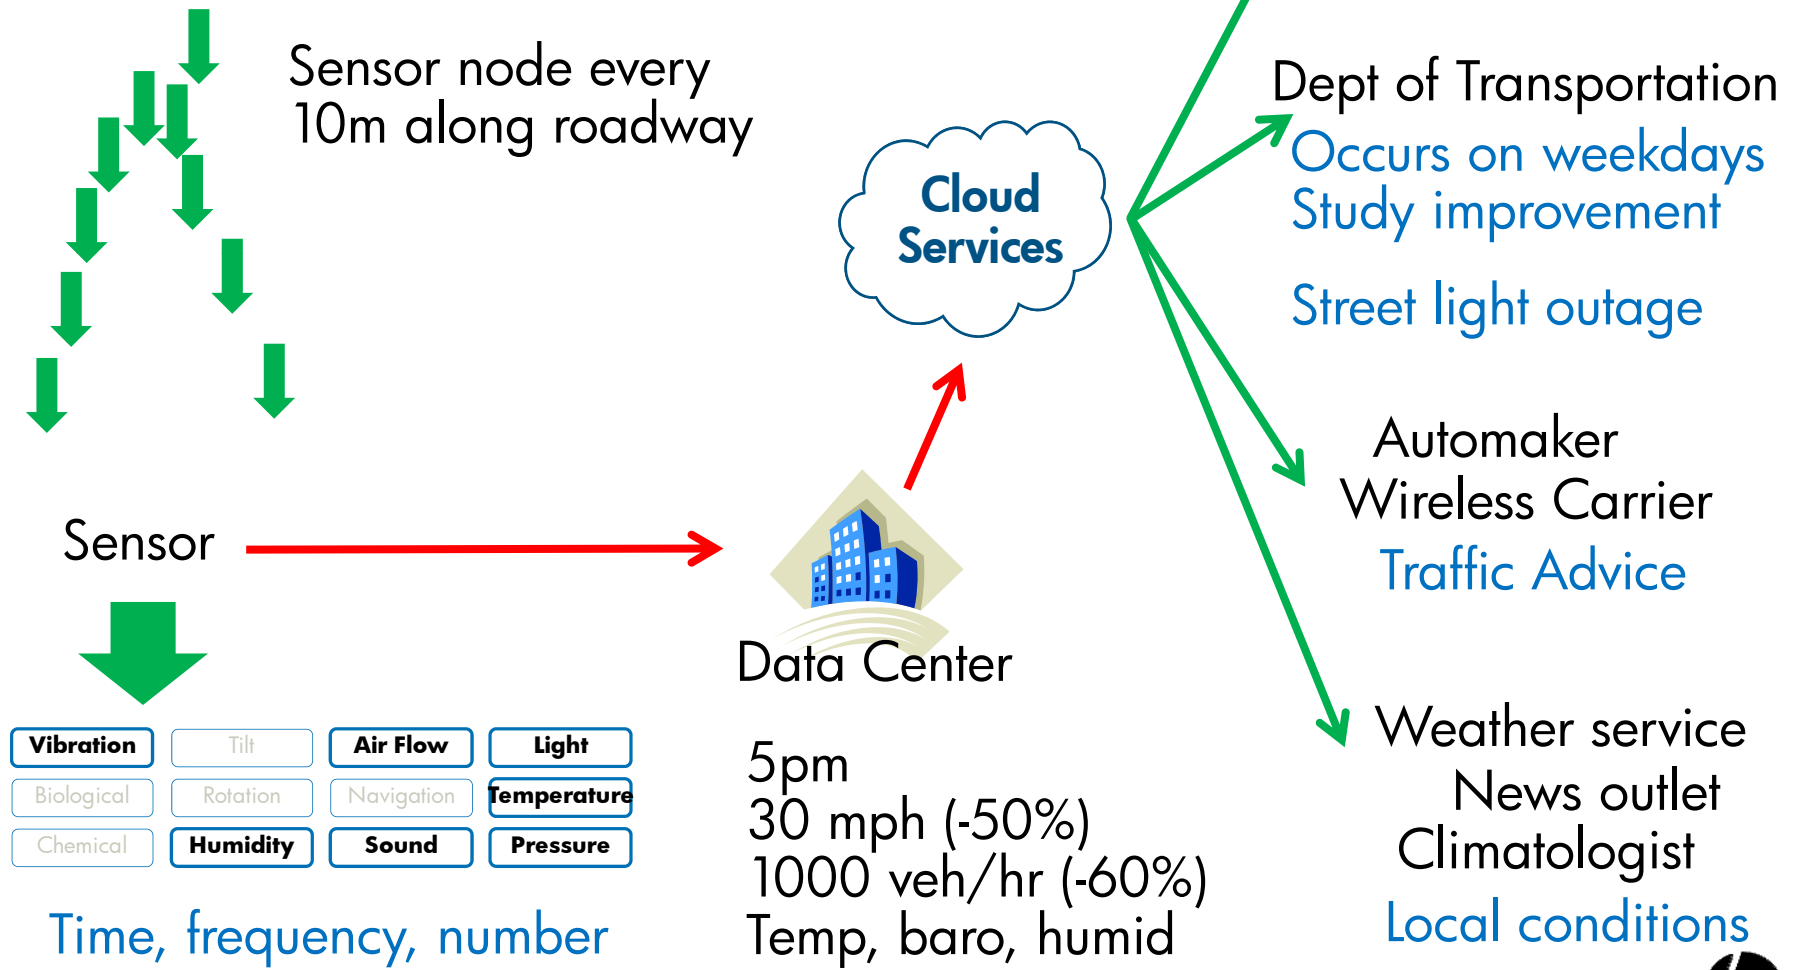 Sensor node every
10m along roadway
Cloud
Services
Dept of Transportation
Occurs on weekdays
Study improvement
Street light outage
Automaker
Wireless Carrier
Traffic Advice
Sensor
Data Center
Vibration Tilt Air Flow Light
Biological Rotation Navigation Temperature
Chemical Humidity Sound Pressure
Time, frequency, number
5pm
30 mph (-50%)
1000 veh/hr (-60%)
Temp, baro, humid
Weather service
News outlet
Climatologist
Local conditions